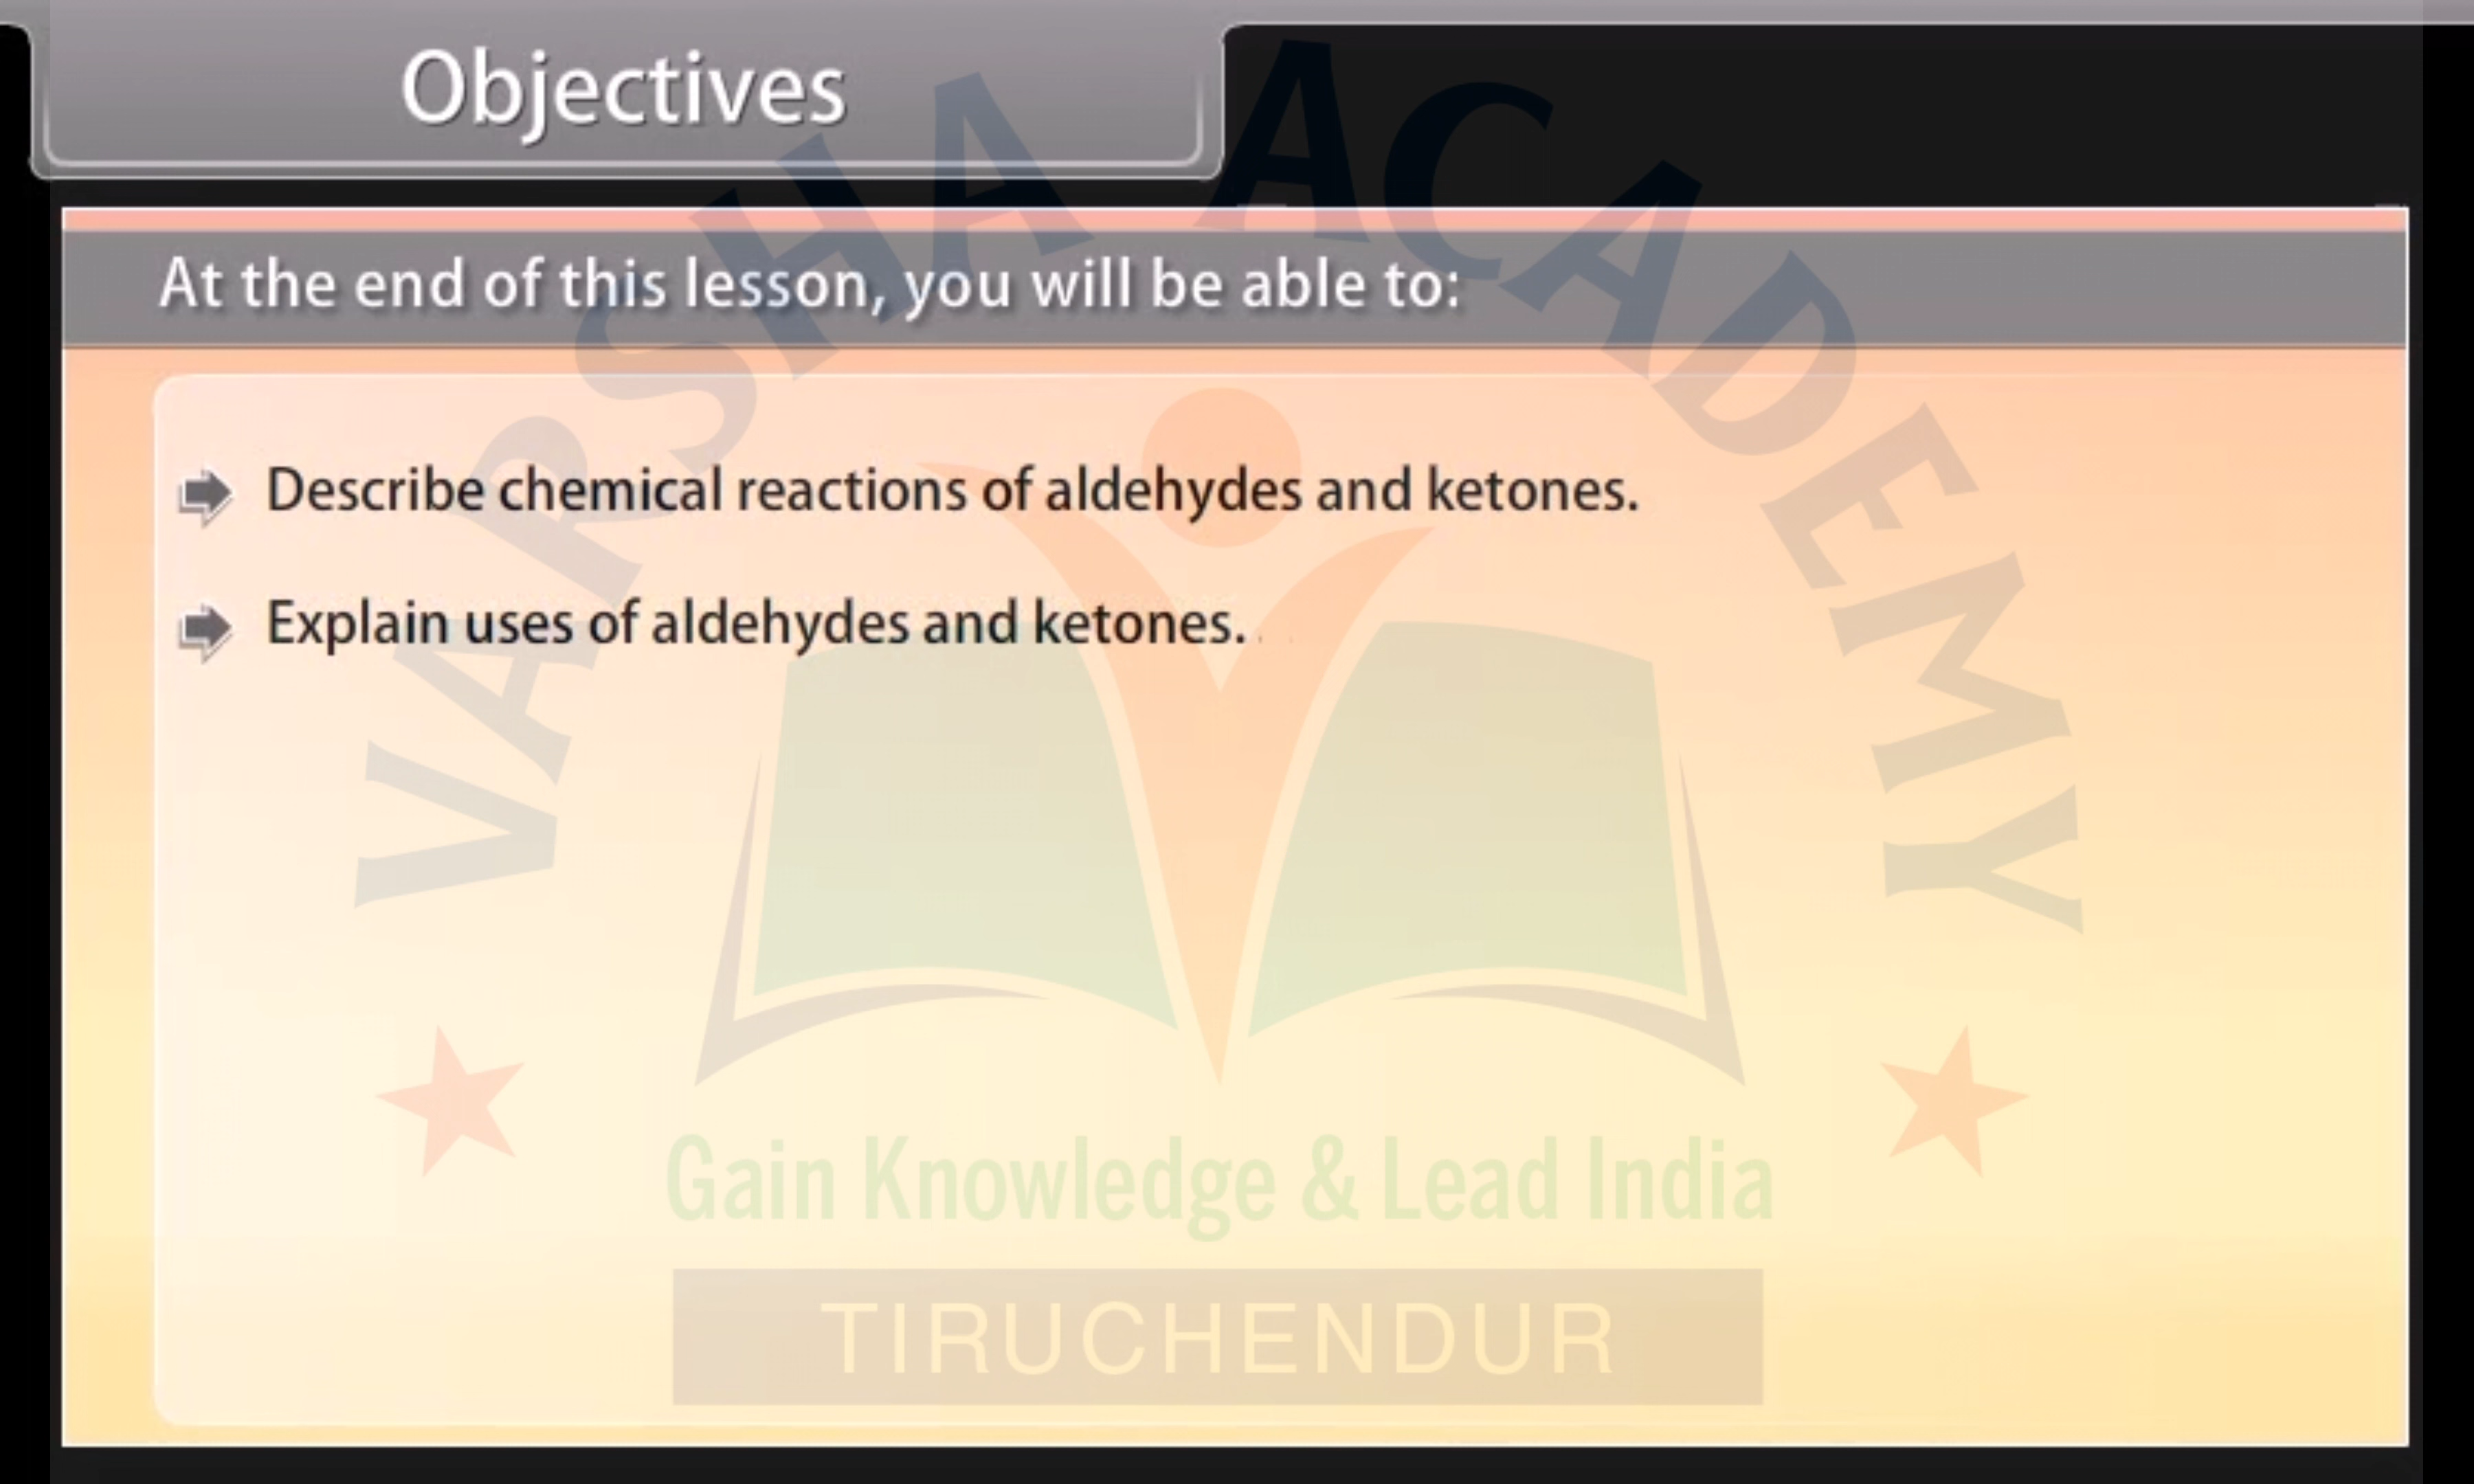 Objectives
At the end of this lesson, you will be able to:
Describe chemical reactions of aldehydes and ketones.
Explain uses of aldehydes and ketones.
VARSHA ACADEMY
Gain Knowledge & Lead India
TIRUCHENDUR